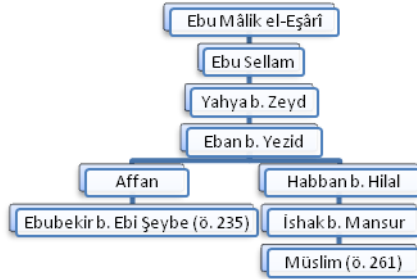 Ebu Mâlik el-Eşârî
Ebu Sellam
Yahya b. Zeyd
Eban b. Yezid
Affan
Habban b. Hilal
Ebubekir b. Ebi Şeybe (ö. 235)
İshak b. Mansur
Müslim (ö. 261)